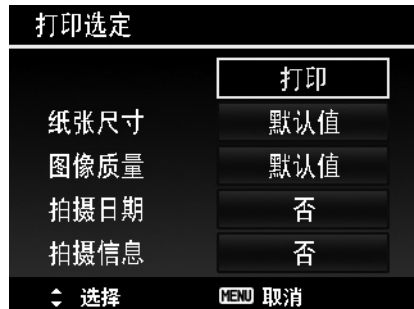 打印选定
打印
纸张尺寸 默认值
图像质量 默认值
拍摄日期 否
拍摄信息 否
选择 MENU 取消